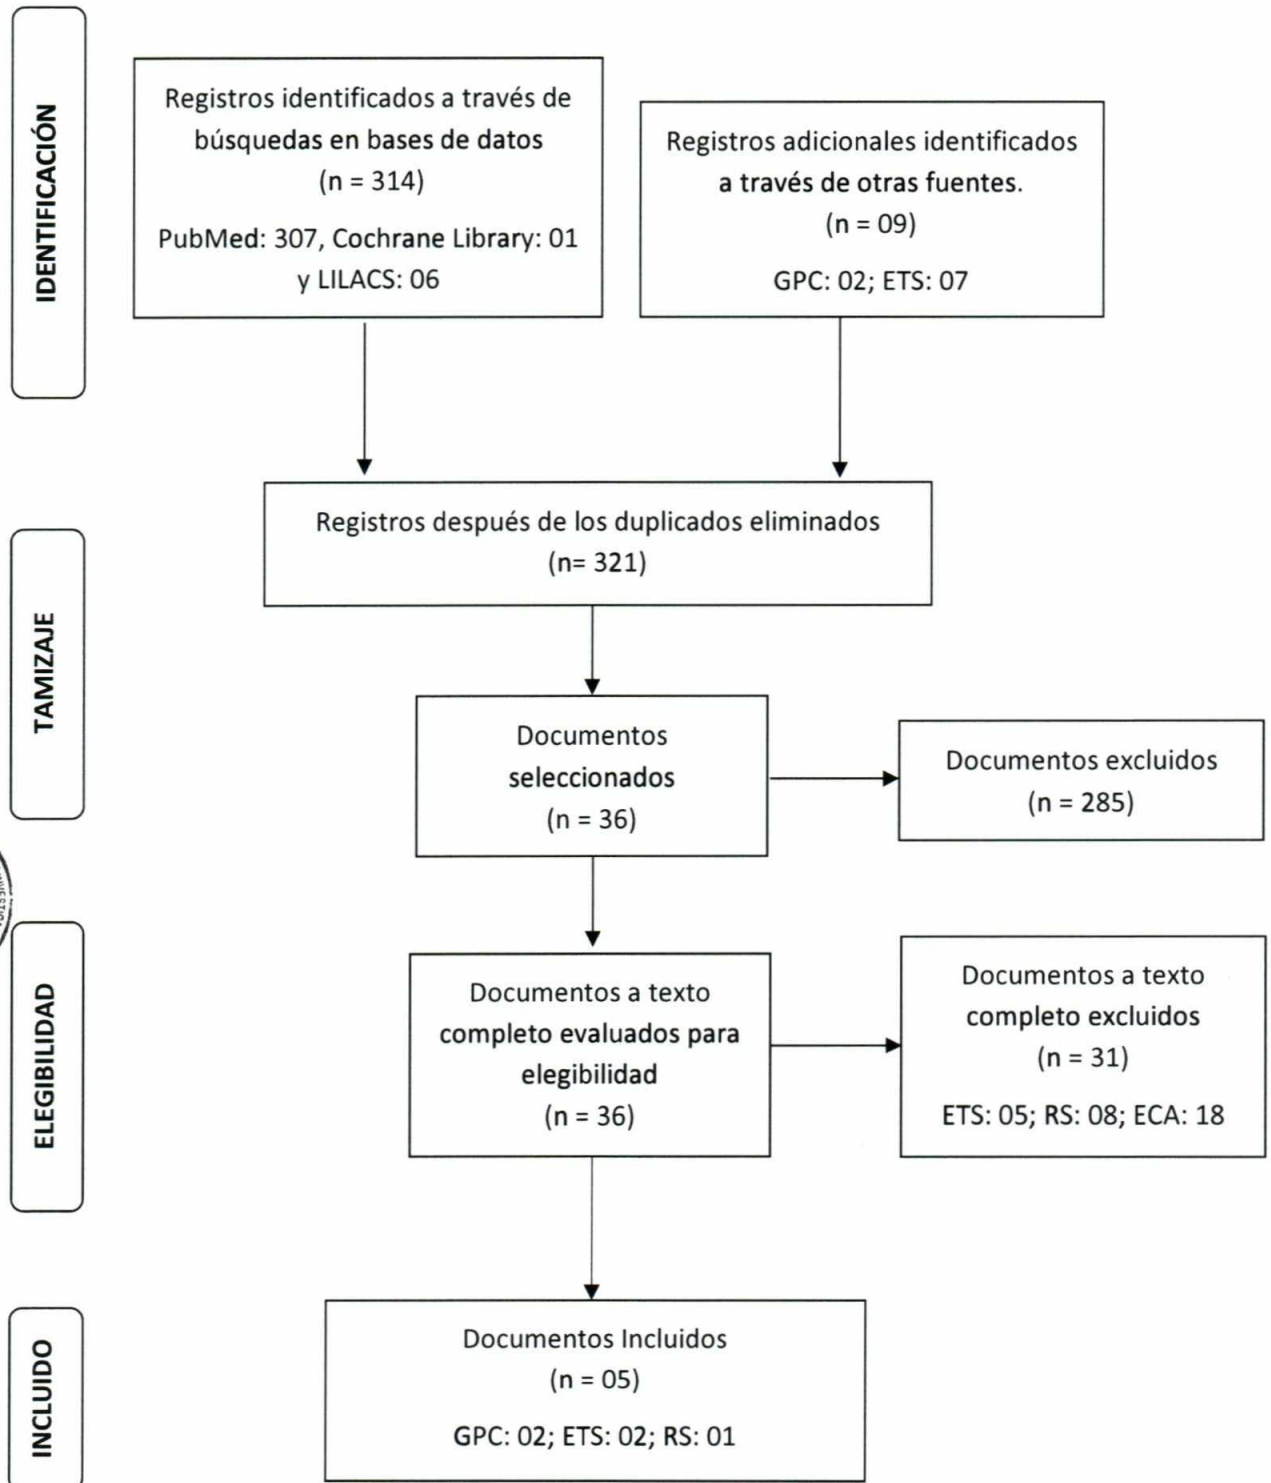 IDENTIFICACIÓN
Registros identificados a través de
búsquedas en bases de datos
(n = 314)
PubMed: 307, Cochrane Library: 01
y LILACS: 06
Registros adicionales identificados
a través de otras fuentes.
(n = 09)
GPC: 02; ETS: 07
TAMIZAJE
Registros después de los duplicados eliminados
(n= 321)
Documentos
seleccionados
(n = 36)
Documentos excluidos
(n = 285)
ELEGIBILIDAD
Documentos a texto
completo evaluados para
elegibilidad
(n = 36)
Documentos a texto
completo excluidos
(n = 31)
ETS: 05; RS: 08; ECA: 18
INCLUIDO
Documentos Incluidos
(n = 05)
GPC: 02; ETS: 02; RS: 01